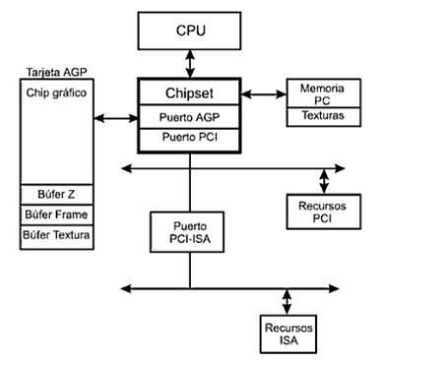 CPU
Tarjeta AGP
Chip gráfico
Búfer Z
Búfer Frame
Búfer Textura
Chipset
Puerto AGP
Puerto PCI
Memoria
PC
Texturas
Recursos
PCI
Puerto
PCI-ISA
Recursos
ISA